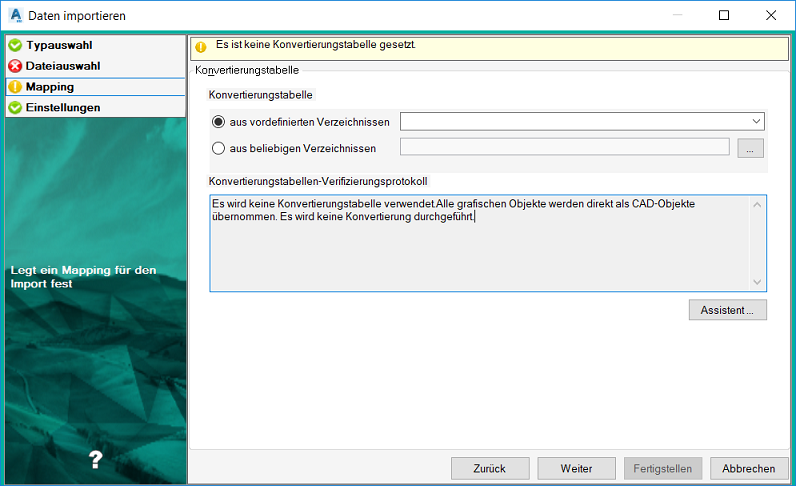 Daten importieren
Typauswahl
Dateiauswahl
Mapping
Einstellungen
Legt ein Mapping für den
Import fest
?
Es ist keine Konvertierungstabelle gesetzt.
Konvertierungstabelle
Konvertierungstabelle
aus vordefinierten Verzeichnissen
aus beliebigen Verzeichnissen
...
Konvertierungstabellen-Verifizierungsprotokoll
Es wird keine Konvertierungstabelle verwendet.Alle grafischen Objekte werden direkt als CAD-Objekte
übernommen. Es wird keine Konvertierung durchgeführt.
Assistent ...
Zurück Weiter Fertigstellen Abbrechen